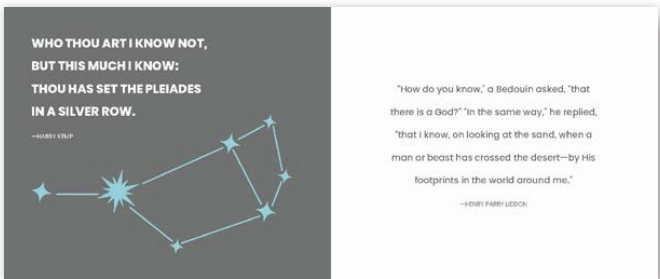 WHO THOU ART I KNOW NOT,
BUT THIS MUCH I KNOW:
THOU HAS SET THE PLEIADES
IN A SILVER ROW.
—HARRY KEMP
"How do you know," a Bedouin asked, "that
there is a God?" "In the same way," he replied,
"that I know, on looking at the sand, when a
man or beast has crossed the desert—by His
footprints in the world around me."
—HENRY PARRY LIDDON